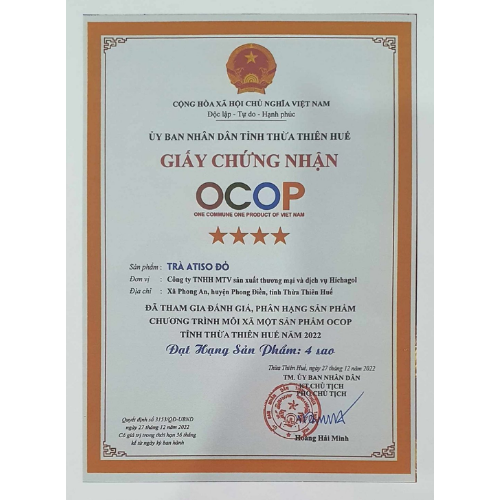 CỘNG HÒA XÃ HỘI CHỦ NGHĨA VIỆT NAM
Độc lập - Tự do - Hạnh phúc
ỦY BAN NHÂN DÂN TỈNH THỪA THIÊN HUẾ
GIẤY CHỨNG NHẬN
OCOP
ONE COMMUNE ONE PRODUCT OF VIET NAM
Sản phẩm: TRÀ ATISO ĐỎ
Đơn vị : Công ty TNHH MTV sản xuất thương mại và dịch vụ Hichagol
Địa chỉ : Xã Phong An, huyện Phong Điền, tỉnh Thừa Thiên Huế
ĐÃ THAM GIA ĐÁNH GIÁ, PHÂN HẠNG SẢN PHẨM
CHƯƠNG TRÌNH MỖI XÃ MỘT SẢN PHẨM OCOP
TỈNH THỪA THIÊN HUẾ NĂM 2022
Đạt Hạng Sản Phẩm: 4 sao
Thừa Thiên Huế, ngày 27 tháng 12 năm 2022
TM. ỦY BAN NHÂN DÂN
KT.CHỦ TỊCH
PHÓ CHỦ TỊCH
Hoàng Hải Minh
Quyết định số 3151/QĐ-UBND
ngày 27 tháng 12 năm 2022
Có giá trị trong thời hạn 36 tháng
kể từ ngày ký ban hành